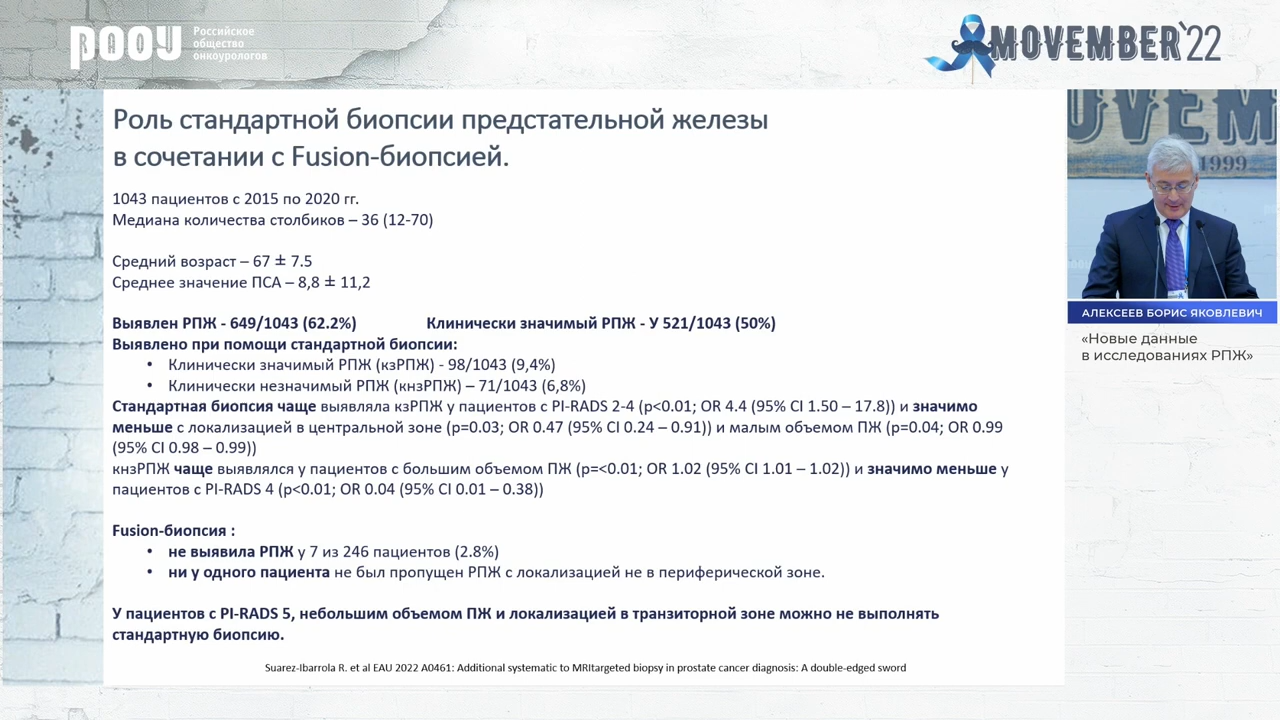 РООУ
Российское
общество
онкоурологов
MOVEMBER'22
Роль стандартной биопсии предстательной железы
в сочетании с Fusion-биопсией.
1043 пациентов с 2015 по 2020 гг.
Медиана количества столбиков – 36 (12-70)
Средний возраст – 67 ± 7.5
Среднее значение ПСА – 8,8 ± 11,2
Выявлен РПЖ - 649/1043 (62.2%) Клинически значимый РПЖ - У 521/1043 (50%)
Выявлено при помощи стандартной биопсии:
• Клинически значимый РПЖ (кзРПЖ) - 98/1043 (9,4%)
• Клинически незначимый РПЖ (кнзРПЖ) – 71/1043 (6,8%)
Стандартная биопсия чаще выявляла кзРПЖ у пациентов с PI-RADS 2-4 (p<0.01; OR 4.4 (95% CI 1.50 – 17.8)) и значимо
меньше с локализацией в центральной зоне (p=0.03; OR 0.47 (95% CI 0.24 – 0.91)) и малым объемом ПЖ (p=0.04; OR 0.99
(95% CI 0.98 – 0.99))
кнзРПЖ чаще выявлялся у пациентов с большим объемом ПЖ (p=<0.01; OR 1.02 (95% CI 1.01 – 1.02)) и значимо меньше у
пациентов с PI-RADS 4 (p<0.01; OR 0.04 (95% CI 0.01 – 0.38))
Fusion-биопсия :
• не выявила РПЖ у 7 из 246 пациентов (2.8%)
• ни у одного пациента не был пропущен РПЖ с локализацией не в периферической зоне.
У пациентов с PI-RADS 5, небольшим объемом ПЖ и локализацией в транзиторной зоне можно не выполнять
стандартную биопсию.
Suarez-Ibarrola R. et al EAU 2022 A0461: Additional systematic to MRItargeted biopsy in prostate cancer diagnosis: A double-edged sword
OVEM
1999
АЛЕКСЕЕВ БОРИС ЯКОВЛЕВИЧ
«Новые данные
в исследованиях РПЖ»